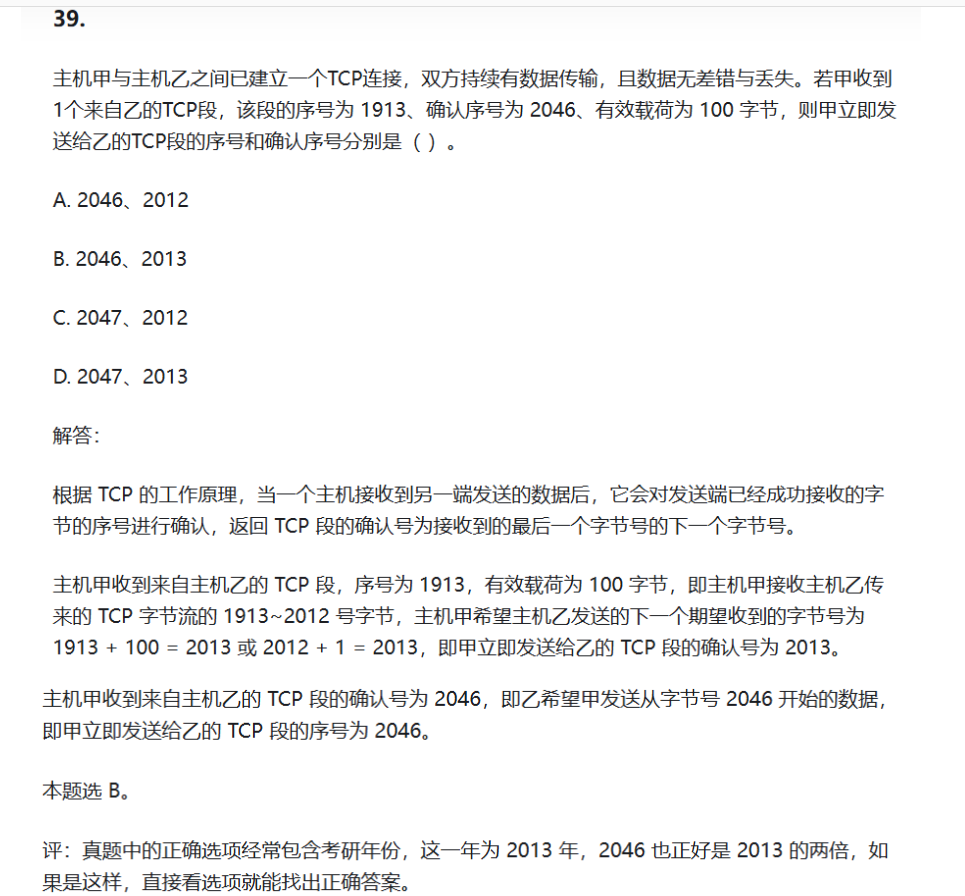 39.
主机甲与主机乙之间已建立一个TCP连接，双方持续有数据传输，且数据无差错与丢失。若甲收到
1个来自乙的TCP段，该段的序号为 1913、确认序号为 2046、有效载荷为 100 字节，则甲立即发
送给乙的TCP段的序号和确认序号分别是（ ）。
A. 2046、2012
B. 2046、2013
C. 2047、2012
D. 2047、2013
解答：
根据 TCP 的工作原理，当一个主机接收到另一端发送的数据后，它会对发送端已经成功接收的字
节的序号进行确认，返回 TCP 段的确认号为接收到的最后一个字节号的下一个字节号。
主机甲收到来自主机乙的 TCP 段，序号为 1913，有效载荷为 100 字节，即主机甲接收主机乙传
来的 TCP 字节流的 1913~2012 号字节，主机甲希望主机乙发送的下一个期望收到的字节号为
1913 + 100 = 2013 或 2012 + 1 = 2013，即甲立即发送给乙的 TCP 段的确认号为 2013。
主机甲收到来自主机乙的 TCP 段的确认号为 2046，即乙希望甲发送从字节号 2046 开始的数据，
即甲立即发送给乙的 TCP 段的序号为 2046。
本题选 B。
评：真题中的正确选项经常包含考研年份，这一年为 2013 年，2046 也正好是 2013 的两倍，如
果是这样，直接看选项就能找出正确答案。